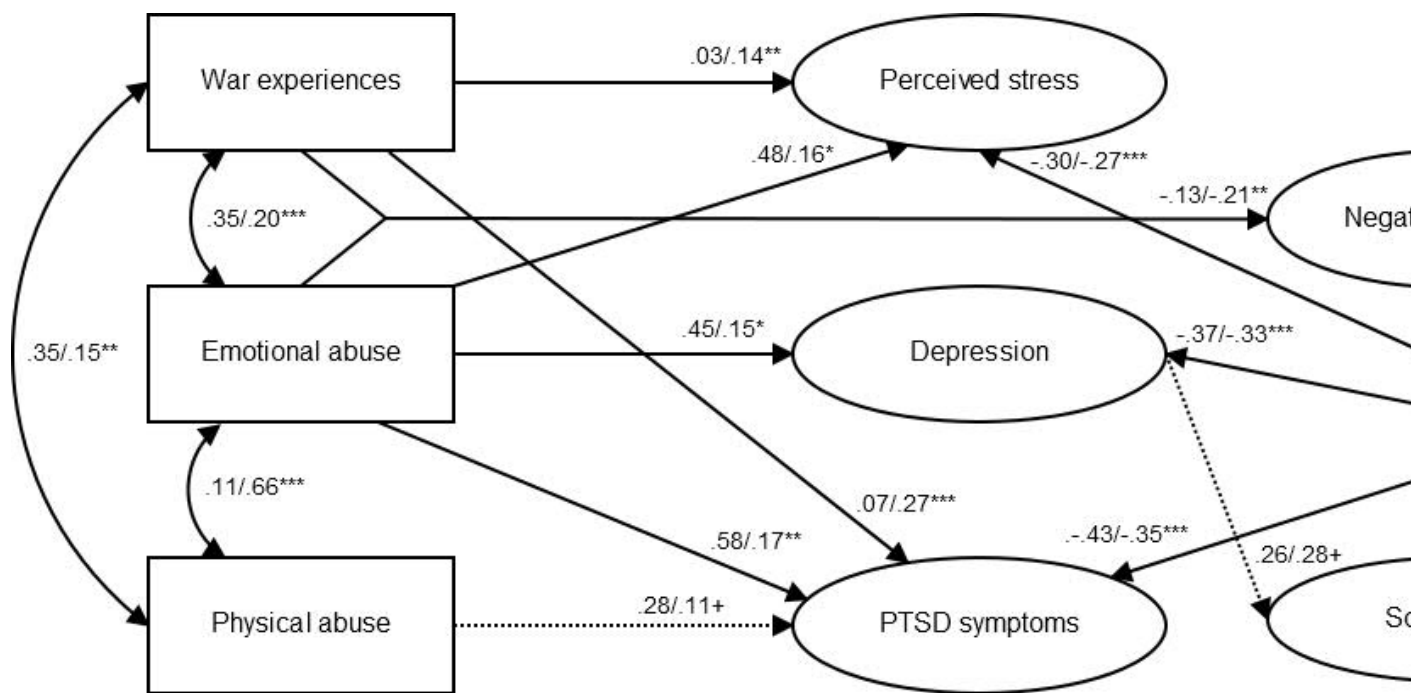 War experiences
.03/.14**
Perceived stress
.48/.16*
-.30/-.27***
-.13/-.21**
.35/.20***
Negat
.35/.15**
Emotional abuse
.45/.15*
Depression
-.37/-.33***
.11/.66***
.07/.27***
.58/.17**
.-.43/-.35***
.26/.28+
Physical abuse
.28/.11+
PTSD symptoms
So